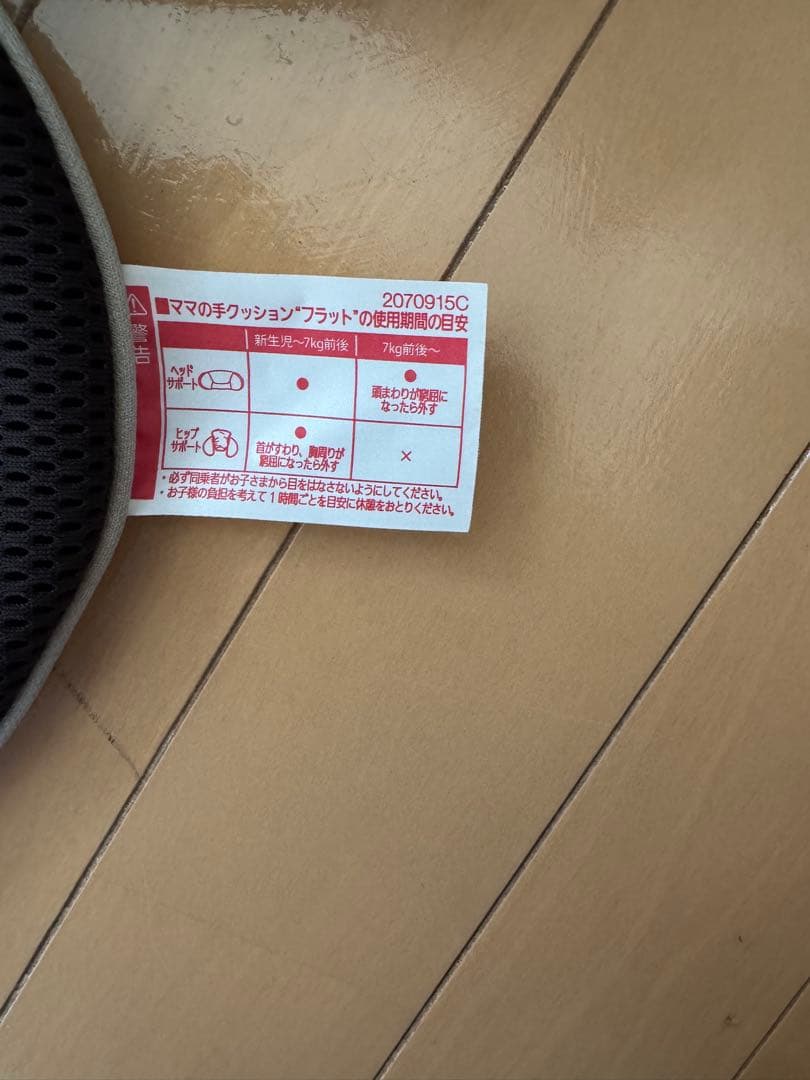 2070915C
■ママの手クッション“フラット”の使用期間の目安
警告
新生児〜7kg前後 7kg前後〜
ヘッド
サポート
●
●
頭まわりが窮屈に
なったら外す
ヒップ
サポート
●
首がすわり、胸周りが
窮屈になったら外す
×
・必ず同乗者がお子さまから目をはなさないようにしてください。
・お子様の負担を考えて1時間ごとを目安に休憩をおとりください。